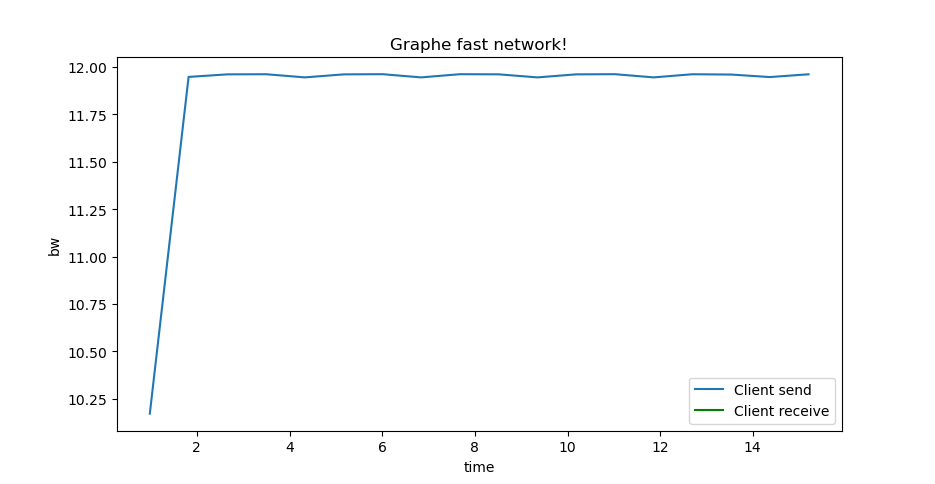 Graphe fast network!
12.00
11.75
11.50
11.25
11.00
10.75
10.50
10.25
bw
2 4 6 8 10 12 14
time
Client send
Client receive